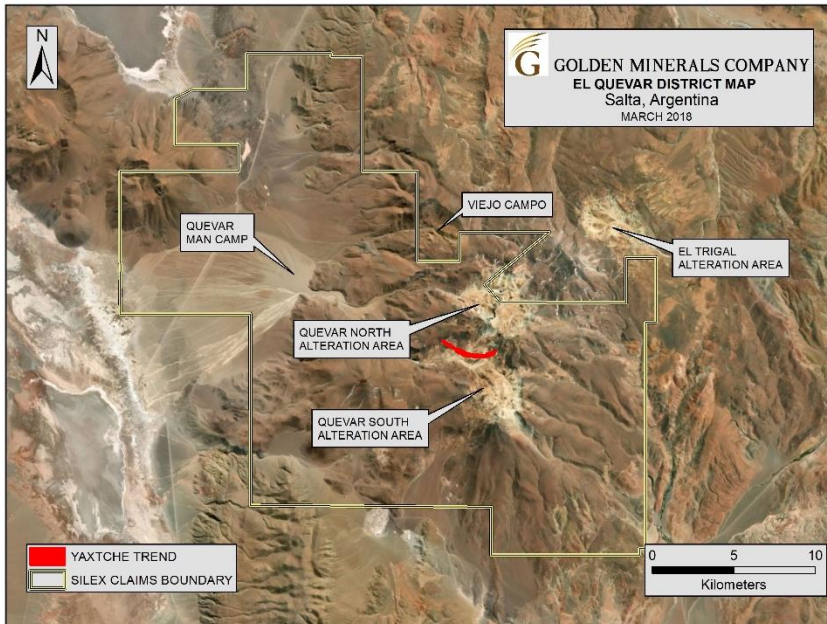 N
G GOLDEN MINERALS COMPANY
EL QUEVAR DISTRICT MAP
Salta, Argentina
MARCH 2018
VIEJO CAMPO
QUEVAR
MAN CAMP
EL TRIGAL
ALTERATION AREA
QUEVAR NORTH
ALTERATION AREA
QUEVAR SOUTH
ALTERATION AREA
YAXTCHE TREND
SILEX CLAIMS BOUNDARY
0 5 10
Kilometers